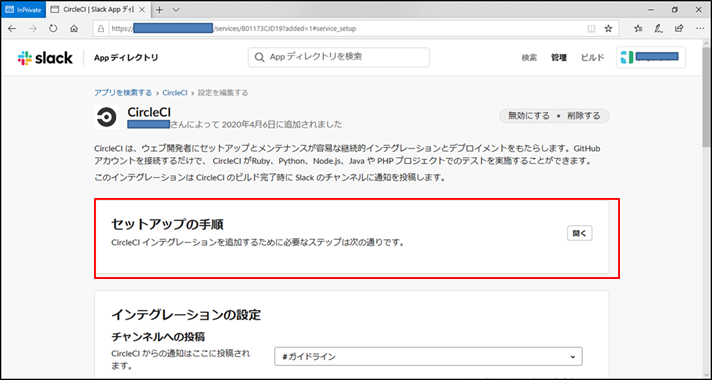 InPrivate
CircleCI | Slack App ディレ
https://
/services/B01173CJD19?added=1#service_setup
slack
App ディレクトリ
App ディレクトリを検索
検索
管理
ビルド
アプリを検索する > CircleCI > 設定を編集する
CircleCI
さんによって 2020年4月6日に追加されました
無効にする • 削除する
CircleCI は、ウェブ開発者にセットアップとメンテナンスが容易な継続的インテグレーションとデプロイメントをもたらします。GitHub
アカウントを接続するだけで、 CircleCI がRuby、Python、Node.js、Java や PHP プロジェクトでのテストを実施することができます。
このインテグレーションは CircleCI のビルド完了時に Slack のチャンネルに通知を投稿します。
セットアップの手順
CircleCI インテグレーションを追加するために必要なステップは次の通りです。
開く
インテグレーションの設定
チャンネルへの投稿
CircleCI からの通知はここに投稿されます。
#ガイドライン